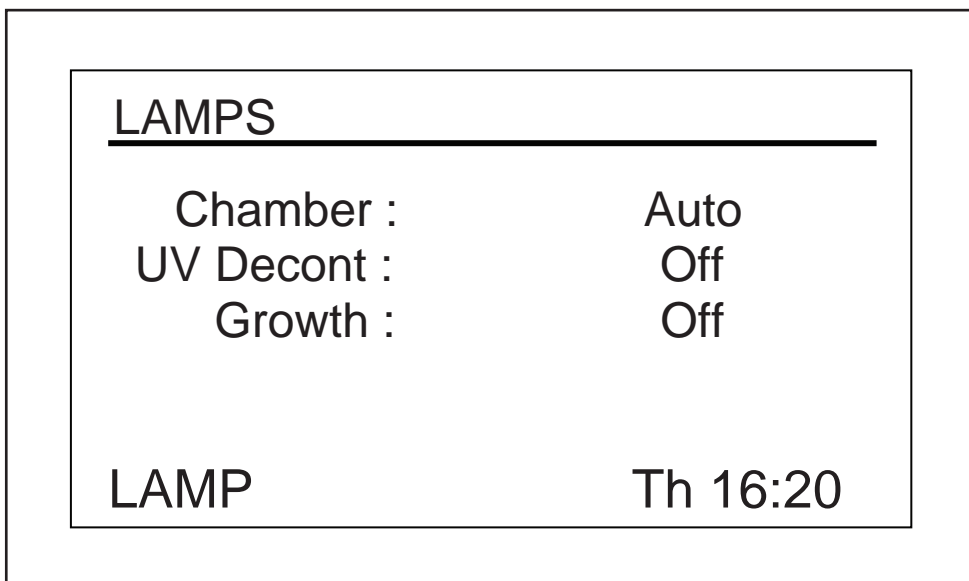 LAMPS
Chamber : Auto
UV Decont : Off
Growth : Off
LAMP Th 16:20